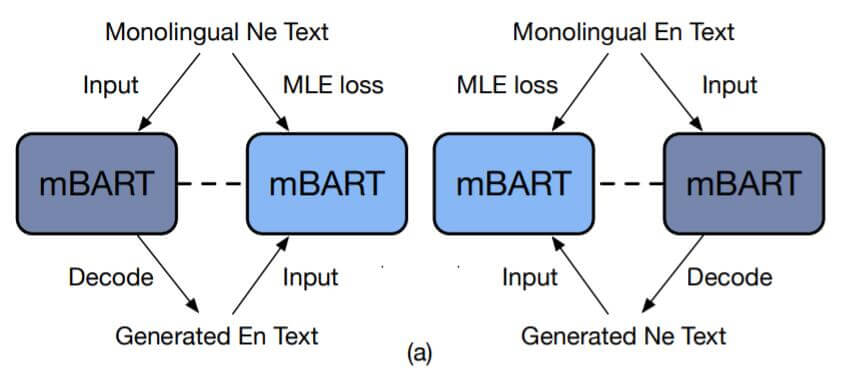 Monolingual Ne Text
Monolingual En Text
Input
MLE loss
MLE loss
Input
mBART
mBART
mBART
mBART
Decode
Input
Input
Decode
Generated En Text
Generated Ne Text
(a)